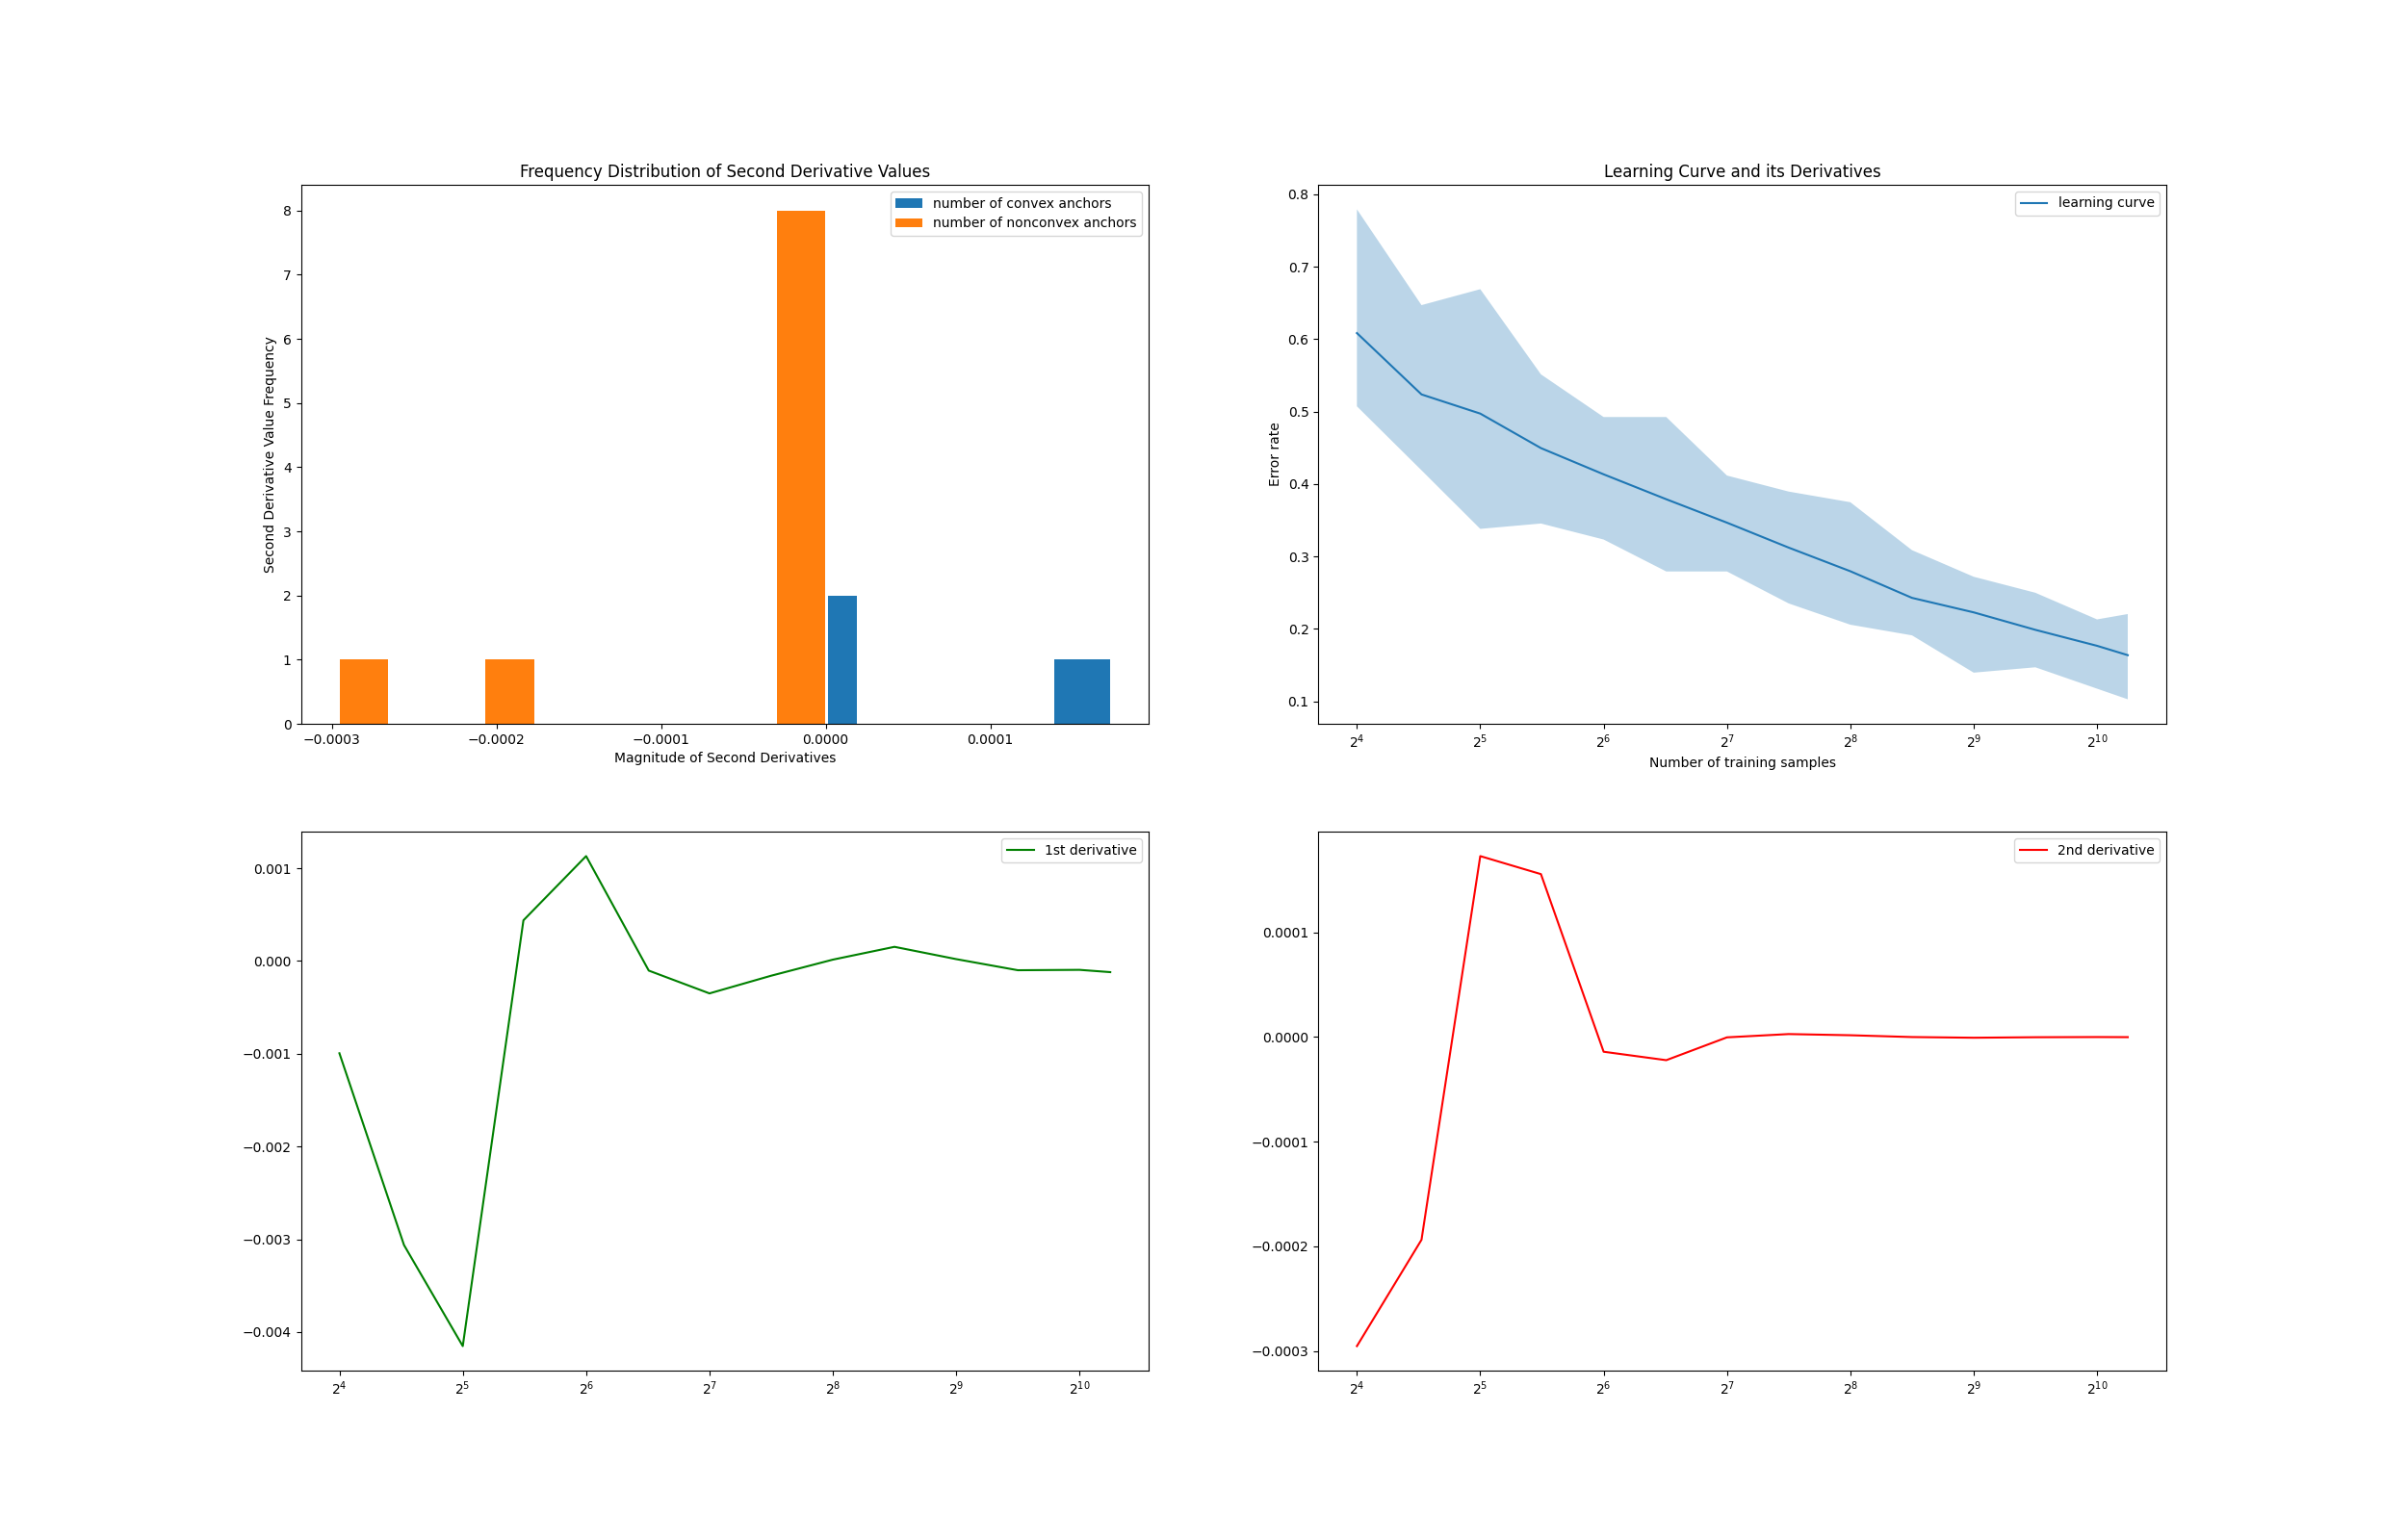 Frequency Distribution of Second Derivative Values
number of convex anchors
number of nonconvex anchors
Second Derivative Value Frequency
8
7
6
5
4
3
2
1
0
−0.0003 −0.0002 −0.0001 0.0000 0.0001
Magnitude of Second Derivatives
Learning Curve and its Derivatives
learning curve
Error rate
0.8
0.7
0.6
0.5
0.4
0.3
0.2
0.1
2⁴ 2⁵ 2⁶ 2⁷ 2⁸ 2⁹ 2¹⁰
Number of training samples
1st derivative
0.001
0.000
−0.001
−0.002
−0.003
−0.004
2⁴ 2⁵ 2⁶ 2⁷ 2⁸ 2⁹ 2¹⁰
2nd derivative
0.0001
0.0000
−0.0001
−0.0002
−0.0003
2⁴ 2⁵ 2⁶ 2⁷ 2⁸ 2⁹ 2¹⁰